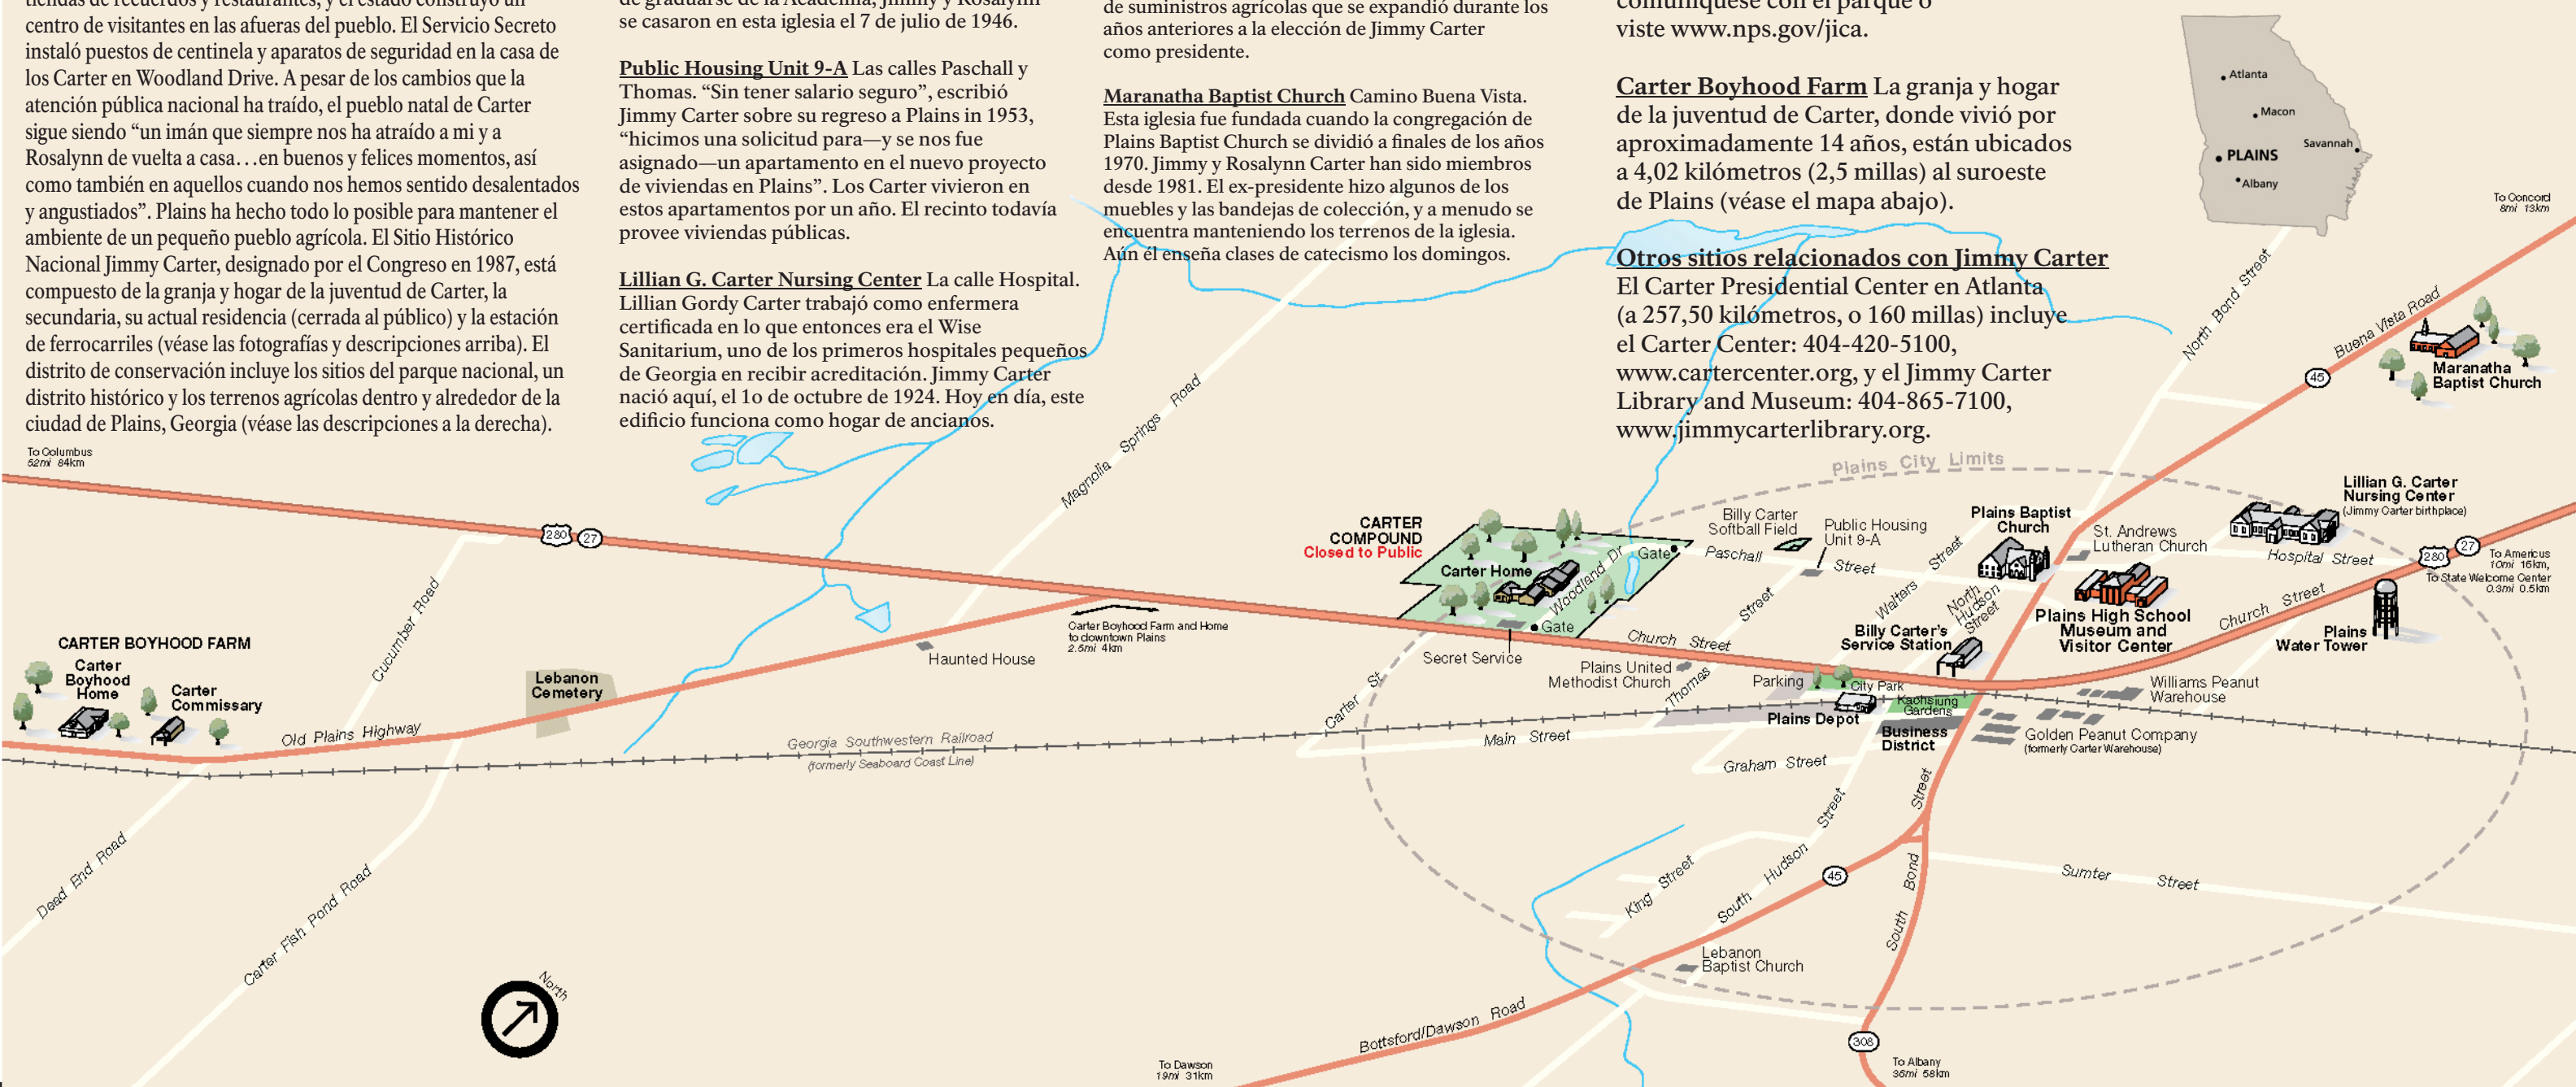 tiendas de recuerdos y restaurantes, y el estado construyó un
centro de visitantes en las afueras del pueblo. El Servicio Secreto
instaló puestos de centinela y aparatos de seguridad en la casa de
los Carter en Woodland Drive. A pesar de los cambios que la
atención pública nacional ha traído, el pueblo natal de Carter
sigue siendo “un imán que siempre nos ha atraído a mi y a
Rosalynn de vuelta a casa…en buenos y felices momentos, así
como también en aquellos cuando nos hemos sentido desalentados
y angustiados”. Plains ha hecho todo lo posible para mantener el
ambiente de un pequeño pueblo agrícola. El Sitio Histórico
Nacional Jimmy Carter, designado por el Congreso en 1987, está
compuesto de la granja y hogar de la juventud de Carter, la
secundaria, su actual residencia (cerrada al público) y la estación
de ferrocarriles (véase las fotografías y descripciones arriba). El
distrito de conservación incluye los sitios del parque nacional, un
distrito histórico y los terrenos agrícolas dentro y alrededor de la
ciudad de Plains, Georgia (véase las descripciones a la derecha).
de graduarse de la Academia, Jimmy y Rosalynn
se casaron en esta iglesia el 7 de julio de 1946.
Public Housing Unit 9-A Las calles Paschall y
Thomas. “Sin tener salario seguro”, escribió
Jimmy Carter sobre su regreso a Plains in 1953,
“hicimos una solicitud para—y se nos fue
asignado—un apartamento en el nuevo proyecto
de viviendas en Plains”. Los Carter vivieron en
estos apartamentos por un año. El recinto todavía
provee viviendas públicas.
Lillian G. Carter Nursing Center La calle Hospital.
Lillian Gordy Carter trabajó como enfermera
certificada en lo que entonces era el Wise
Sanitarium, uno de los primeros hospitales pequeños
de Georgia en recibir acreditación. Jimmy Carter
nació aquí, el 1o de octubre de 1924. Hoy en día, este
edificio funciona como hogar de ancianos.
de suministros agrícolas que se expandió durante los
años anteriores a la elección de Jimmy Carter
como presidente.
Maranatha Baptist Church Camino Buena Vista.
Esta iglesia fue fundada cuando la congregación de
Plains Baptist Church se dividió a finales de los años
1970. Jimmy y Rosalynn Carter han sido miembros
desde 1981. El ex-presidente hizo algunos de los
muebles y las bandejas de colección, y a menudo se
encuentra manteniendo los terrenos de la iglesia.
Aún él enseña clases de catecismo los domingos.
comuníquese con el parque o
viste www.nps.gov/jica.
Carter Boyhood Farm La granja y hogar
de la juventud de Carter, donde vivió por
aproximadamente 14 años, están ubicados
a 4,02 kilómetros (2,5 millas) al suroeste
de Plains (véase el mapa abajo).
Otros sitios relacionados con Jimmy Carter
El Carter Presidential Center en Atlanta
(a 257,50 kilómetros, o 160 millas) incluye
el Carter Center: 404-420-5100,
www.cartercenter.org, y el Jimmy Carter
Library and Museum: 404-865-7100,
www.jimmycarterlibrary.org.
Atlanta
Macon
Savannah
PLAINS
Albany
To Concord
8mi 13km
North Bond Street
Buena Vista Road
45
Maranatha
Baptist Church
To Columbus
52mi 84km
280
27
Magnolia Springs Road
Cucumber Road
CARTER BOYHOOD FARM
Carter
Boyhood
Home
Carter
Commissary
Old Plains Highway
Lebanon
Cemetery
Haunted House
Carter Boyhood Farm and Home
to downtown Plains
2.5mi 4km
Georgia Southwestern Railroad
(formerly Seaboard Coast Line)
Dead End Road
Carter Fish Pond Road
North
CARTER
COMPOUND
Closed to Public
Carter Home
Woodland Dr
Gate
Gate
Secret Service
Plains City Limits
Billy Carter
Softball Field
Public Housing
Unit 9-A
Paschall Street
Plains Baptist
Church
St. Andrews
Lutheran Church
Lillian G. Carter
Nursing Center
(Jimmy Carter birthplace)
Hospital Street
280
27
To Americus
10mi 16km,
To State Welcome Center
0.3mi 0.5km
Walters Street
North
Hudson
Street
Plains High School
Museum and
Visitor Center
Church Street
Plains
Water Tower
Billy Carter's
Service Station
Church Street
Thomas Street
Plains United
Methodist Church
Parking
City Park
Kaohsiung
Gardens
Plains Depot
Business
District
Williams Peanut
Warehouse
Golden Peanut Company
(formerly Carter Warehouse)
Carter St
Main Street
Graham Street
King Street
South Hudson Street
45
South Bond Street
Sumter Street
Lebanon
Baptist Church
Bottsford/Dawson Road
To Dawson
19mi 31km
308
To Albany
36mi 58km